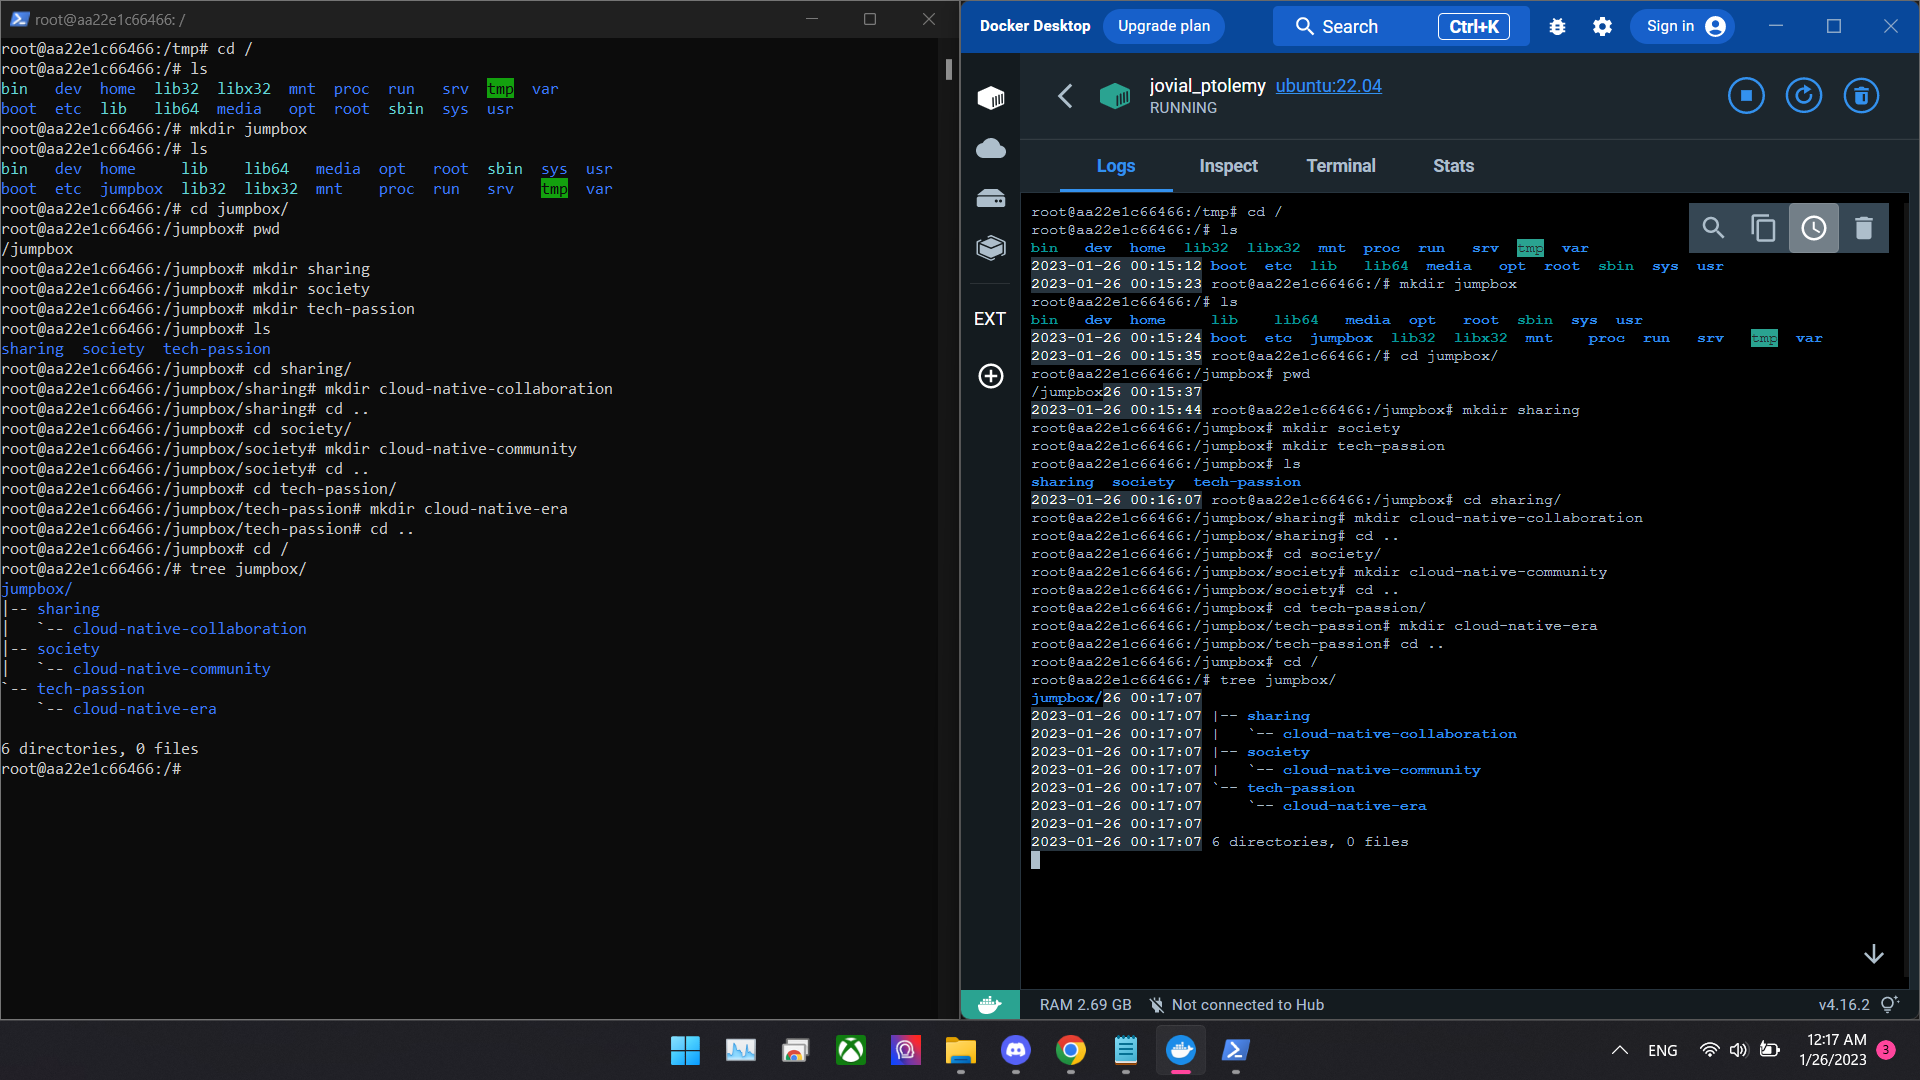 root@aa22e1c66466: /
root@aa22e1c66466:/tmp# cd /
root@aa22e1c66466:/# ls
bin   dev  home  lib32  libx32  mnt  proc  run   srv  tmp  var
boot  etc  lib   lib64  media   opt  root  sbin  sys  usr
root@aa22e1c66466:/# mkdir jumpbox
root@aa22e1c66466:/# ls
bin   dev  home     lib    lib64   media  opt   root  sbin  sys  usr
boot  etc  jumpbox  lib32  libx32  mnt    proc  run   srv   tmp  var
root@aa22e1c66466:/# cd jumpbox/
root@aa22e1c66466:/jumpbox# pwd
/jumpbox
root@aa22e1c66466:/jumpbox# mkdir sharing
root@aa22e1c66466:/jumpbox# mkdir society
root@aa22e1c66466:/jumpbox# mkdir tech-passion
root@aa22e1c66466:/jumpbox# ls
sharing  society  tech-passion
root@aa22e1c66466:/jumpbox# cd sharing/
root@aa22e1c66466:/jumpbox/sharing# mkdir cloud-native-collaboration
root@aa22e1c66466:/jumpbox/sharing# cd ..
root@aa22e1c66466:/jumpbox# cd society/
root@aa22e1c66466:/jumpbox/society# mkdir cloud-native-community
root@aa22e1c66466:/jumpbox/society# cd ..
root@aa22e1c66466:/jumpbox# cd tech-passion/
root@aa22e1c66466:/jumpbox/tech-passion# mkdir cloud-native-era
root@aa22e1c66466:/jumpbox/tech-passion# cd ..
root@aa22e1c66466:/jumpbox# cd /
root@aa22e1c66466:/# tree jumpbox/
jumpbox/
|-- sharing
|   `-- cloud-native-collaboration
|-- society
|   `-- cloud-native-community
`-- tech-passion
    `-- cloud-native-era
6 directories, 0 files
root@aa22e1c66466:/#
Docker Desktop  Upgrade plan  Search  Ctrl+K  Sign in
jovial_ptolemy  ubuntu:22.04
RUNNING
Logs  Inspect  Terminal  Stats
EXT
root@aa22e1c66466:/tmp# cd /
root@aa22e1c66466:/# ls
bin   dev  home  lib32  libx32  mnt  proc  run   srv  tmp  var
2023-01-26 00:15:12 boot  etc  lib   lib64  media   opt  root  sbin  sys  usr
2023-01-26 00:15:23 root@aa22e1c66466:/# mkdir jumpbox
root@aa22e1c66466:/# ls
bin   dev  home     lib    lib64   media  opt   root  sbin  sys  usr
2023-01-26 00:15:24 boot  etc  jumpbox  lib32  libx32  mnt    proc  run   srv   tmp  var
2023-01-26 00:15:35 root@aa22e1c66466:/# cd jumpbox/
root@aa22e1c66466:/jumpbox# pwd
/jumpbox26 00:15:37
2023-01-26 00:15:44 root@aa22e1c66466:/jumpbox# mkdir sharing
root@aa22e1c66466:/jumpbox# mkdir society
root@aa22e1c66466:/jumpbox# mkdir tech-passion
root@aa22e1c66466:/jumpbox# ls
sharing  society  tech-passion
2023-01-26 00:16:07 root@aa22e1c66466:/jumpbox# cd sharing/
root@aa22e1c66466:/jumpbox/sharing# mkdir cloud-native-collaboration
root@aa22e1c66466:/jumpbox/sharing# cd ..
root@aa22e1c66466:/jumpbox# cd society/
root@aa22e1c66466:/jumpbox/society# mkdir cloud-native-community
root@aa22e1c66466:/jumpbox/society# cd ..
root@aa22e1c66466:/jumpbox# cd tech-passion/
root@aa22e1c66466:/jumpbox/tech-passion# mkdir cloud-native-era
root@aa22e1c66466:/jumpbox/tech-passion# cd ..
root@aa22e1c66466:/jumpbox# cd /
root@aa22e1c66466:/# tree jumpbox/
jumpbox/26 00:17:07
2023-01-26 00:17:07 |-- sharing
2023-01-26 00:17:07 |   `-- cloud-native-collaboration
2023-01-26 00:17:07 |-- society
2023-01-26 00:17:07 |   `-- cloud-native-community
2023-01-26 00:17:07 `-- tech-passion
2023-01-26 00:17:07     `-- cloud-native-era
2023-01-26 00:17:07
2023-01-26 00:17:07 6 directories, 0 files
RAM 2.69 GB  Not connected to Hub  v4.16.2
ENG  12:17 AM
1/26/2023  3